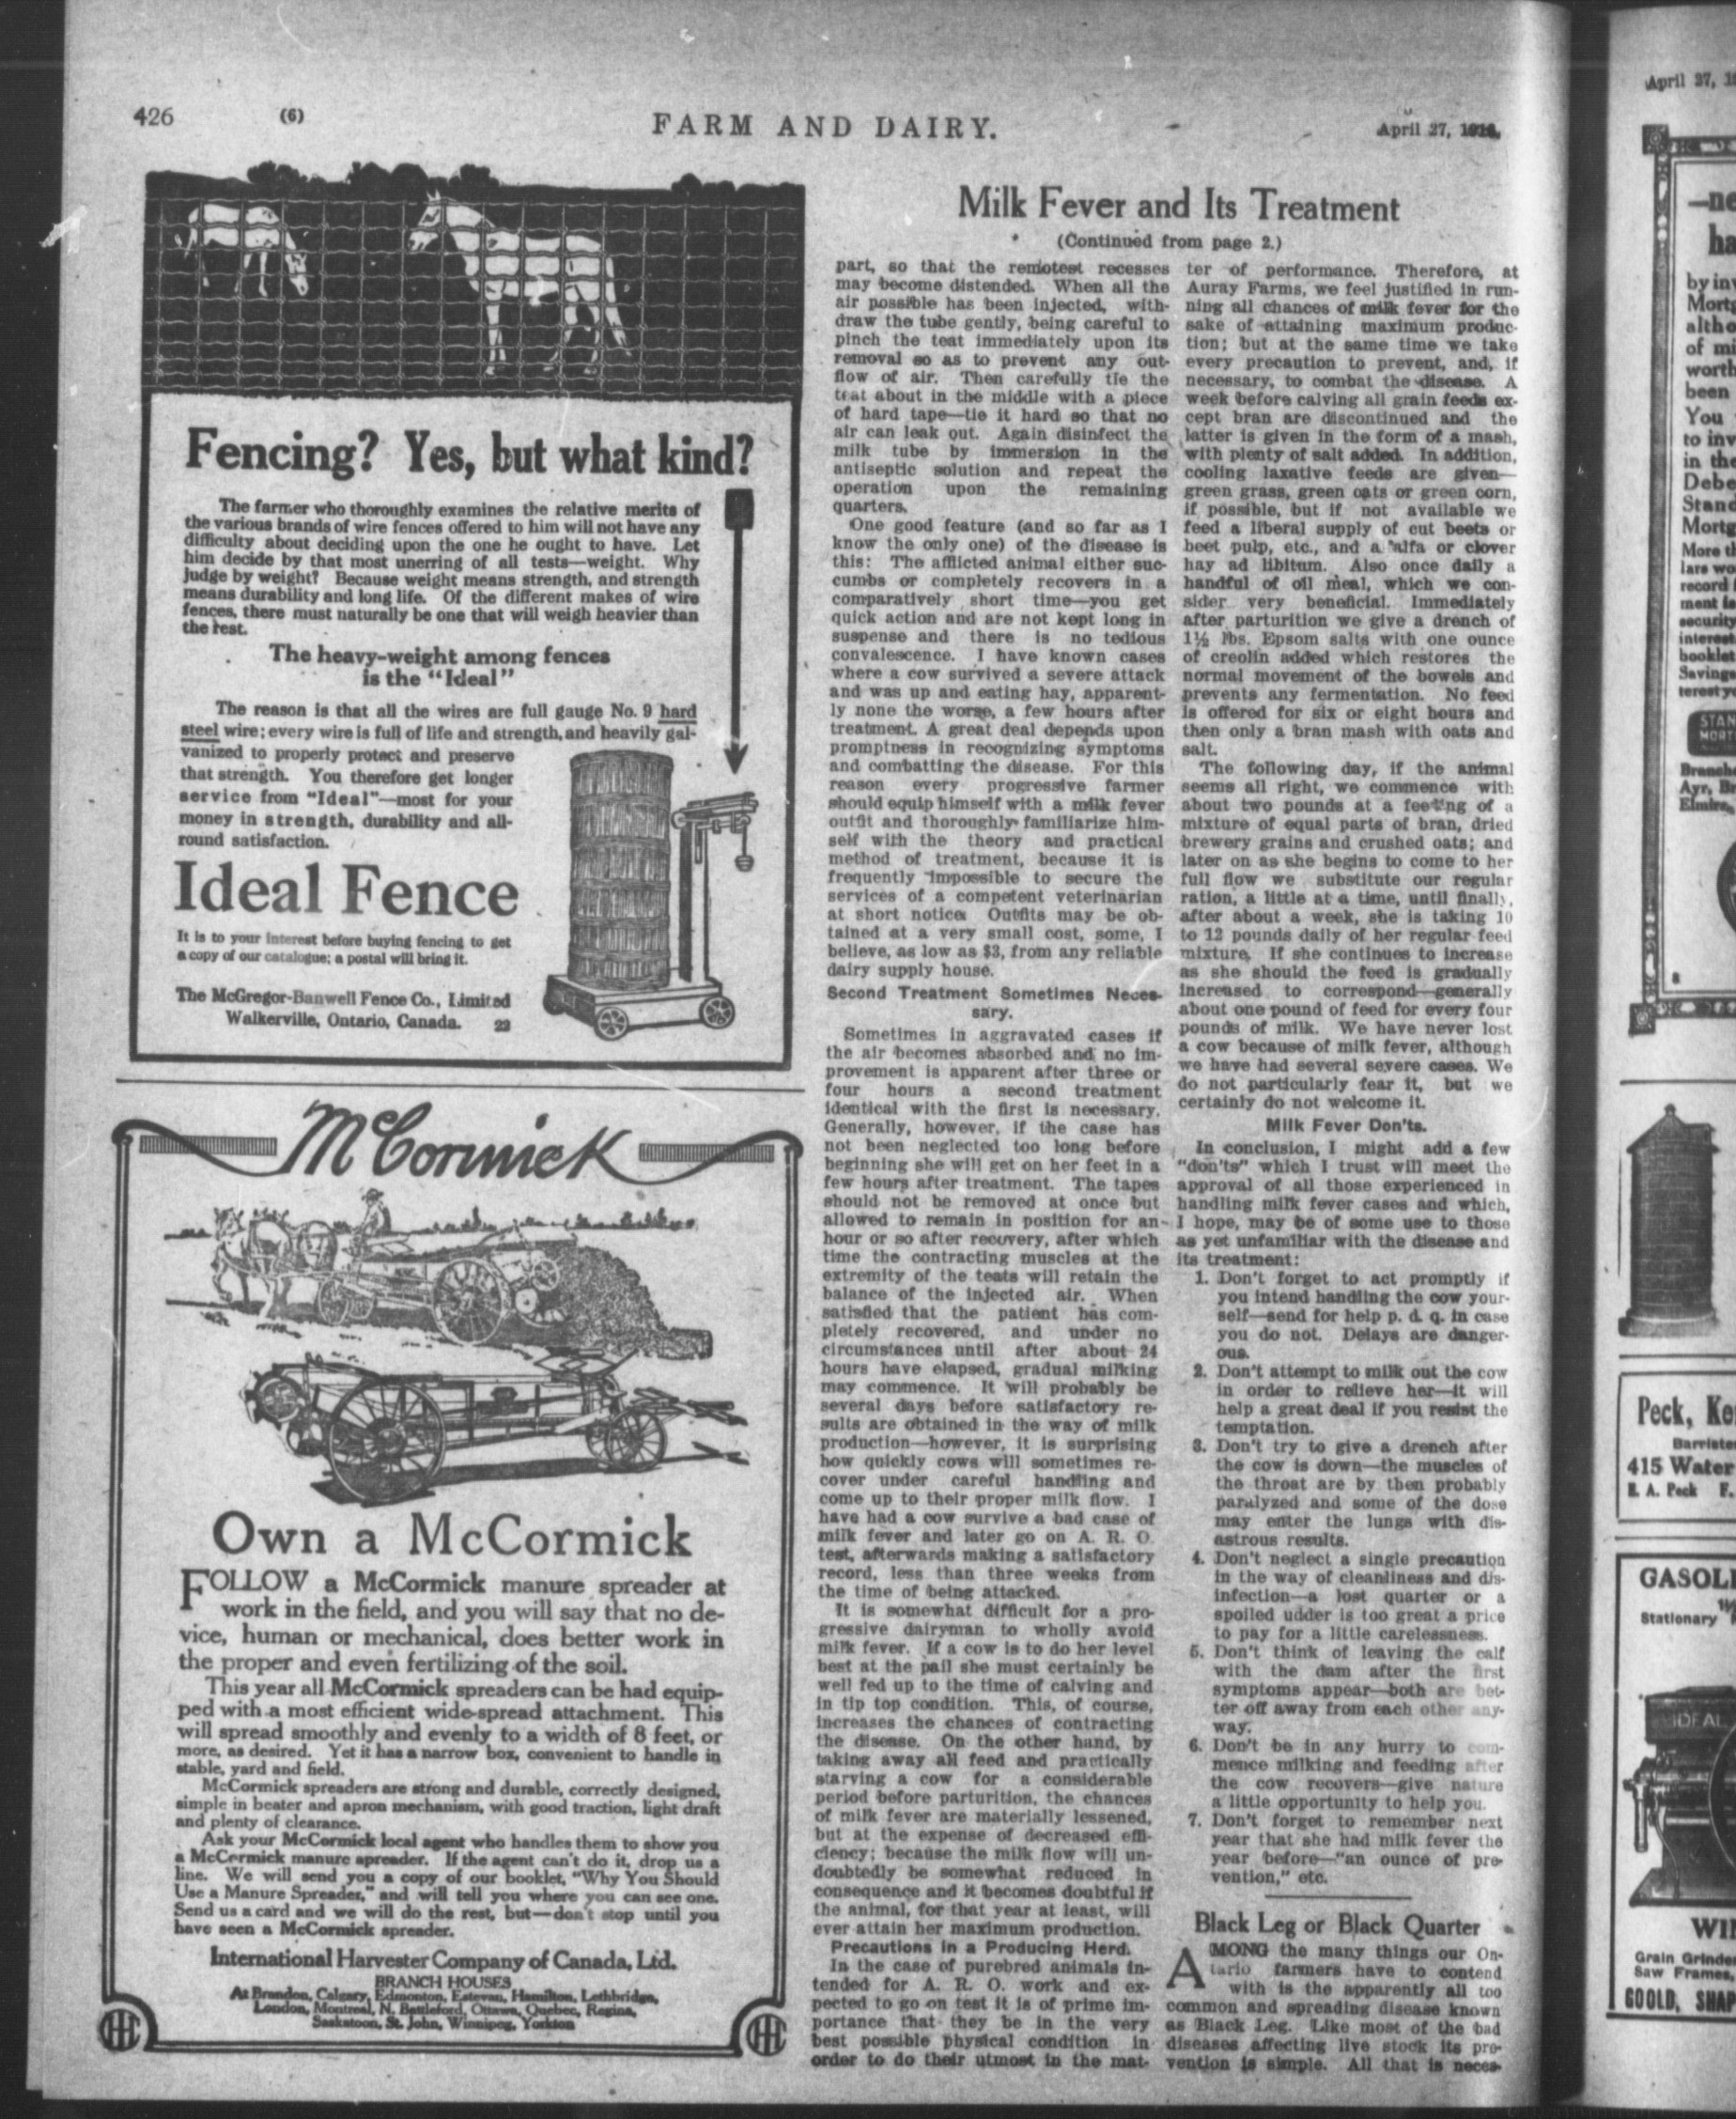 426
(6)
FARM AND DAIRY.
April 27, 1916.
Fencing? Yes, but what kind?
The farmer who thoroughly examines the relative merits of
the various brands of wire fences offered to him will not have any
difficulty about deciding upon the one he ought to have. Let
him decide by that most unerring of all tests—weight. Why
judge by weight? Because weight means strength, and strength
means durability and long life. Of the different makes of wire
fences, there must naturally be one that will weigh heavier than
the rest.
The heavy-weight among fences
is the "Ideal"
The reason is that all the wires are full gauge No. 9 hard
steel wire; every wire is full of life and strength, and heavily gal-
vanized to properly protect and preserve
that strength. You therefore get longer
service from "Ideal"—most for your
money in strength, durability and all-
round satisfaction.
Ideal Fence
It is to your interest before buying fencing to get
a copy of our catalogue; a postal will bring it.
The McGregor-Banwell Fence Co., Limited
Walkerville, Ontario, Canada. 22
McCormick
Own a McCormick
FOLLOW a McCormick manure spreader at
work in the field, and you will say that no de-
vice, human or mechanical, does better work in
the proper and even fertilizing of the soil.
This year all McCormick spreaders can be had equip-
ped with a most efficient wide-spread attachment. This
will spread smoothly and evenly to a width of 8 feet, or
more, as desired. Yet it has a narrow box, convenient to handle in
stable, yard and field.
McCormick spreaders are strong and durable, correctly designed,
simple in beater and apron mechanism, with good traction, light draft
and plenty of clearance.
Ask your McCormick local agent who handles them to show you
a McCormick manure spreader. If the agent can't do it, drop us a
line. We will send you a copy of our booklet, "Why You Should
Use a Manure Spreader," and will tell you where you can see one.
Send us a card and we will do the rest, but—don't stop until you
have seen a McCormick spreader.
International Harvester Company of Canada, Ltd.
BRANCH HOUSES
At Brandon, Calgary, Edmonton, Estevan, Hamilton, Lethbridge,
London, Montreal, N. Battleford, Ottawa, Quebec, Regina,
Saskatoon, St. John, Winnipeg, Yorkton
IHC
IHC
Milk Fever and Its Treatment
(Continued from page 2.)
part, so that the remotest recesses
may become distended. When all the
air possible has been injected, with-
draw the tube gently, being careful to
pinch the teat immediately upon its
removal so as to prevent any out-
flow of air. Then carefully tie the
teat about in the middle with a piece
of hard tape—tie it hard so that no
air can leak out. Again disinfect the
milk tube by immersion in the
antiseptic solution and repeat the
operation upon the remaining
quarters.
One good feature (and so far as I
know the only one) of the disease is
this: The afflicted animal either suc-
cumbs or completely recovers in a
comparatively short time—you get
quick action and are not kept long in
suspense and there is no tedious
convalescence. I have known cases
where a cow survived a severe attack
and was up and eating hay, apparent-
ly none the worse, a few hours after
treatment. A great deal depends upon
promptness in recognizing symptoms
and combatting the disease. For this
reason every progressive farmer
should equip himself with a milk fever
outfit and thoroughly familiarize him-
self with the theory and practical
method of treatment, because it is
frequently impossible to secure the
services of a competent veterinarian
at short notice. Outfits may be ob-
tained at a very small cost, some, I
believe, as low as $3, from any reliable
dairy supply house.
Second Treatment Sometimes Neces-
sary.
Sometimes in aggravated cases if
the air becomes absorbed and no im-
provement is apparent after three or
four hours a second treatment
identical with the first is necessary.
Generally, however, if the case has
not been neglected too long before
beginning she will get on her feet in a
few hours after treatment. The tapes
should not be removed at once but
allowed to remain in position for an
hour or so after recovery, after which
time the contracting muscles at the
extremity of the teats will retain the
balance of the injected air. When
satisfied that the patient has com-
pletely recovered, and under no
circumstances until after about 24
hours have elapsed, gradual milking
may commence. It will probably be
several days before satisfactory re-
sults are obtained in the way of milk
production—however, it is surprising
how quickly cows will sometimes re-
cover under careful handling and
come up to their proper milk flow. I
have had a cow survive a bad case of
milk fever and later go on A. R. O.
test, afterwards making a satisfactory
record, less than three weeks from
the time of being attacked.
It is somewhat difficult for a pro-
gressive dairyman to wholly avoid
milk fever. If a cow is to do her level
best at the pail she must certainly be
well fed up to the time of calving and
in tip top condition. This, of course,
increases the chances of contracting
the disease. On the other hand, by
taking away all feed and practically
starving a cow for a considerable
period before parturition, the chances
of milk fever are materially lessened,
but at the expense of decreased effi-
ciency; because the milk flow will un-
doubtedly be somewhat reduced in
consequence and it becomes doubtful if
the animal, for that year at least, will
ever attain her maximum production.
Precautions in a Producing Herd.
In the case of purebred animals in-
tended for A. R. O. work and ex-
pected to go on test it is of prime im-
portance that they be in the very
best possible physical condition in
order to do their utmost in the mat-
ter of performance. Therefore, at
Auray Farms, we feel justified in run-
ning all chances of milk fever for the
sake of attaining maximum produc-
tion; but at the same time we take
every precaution to prevent, and, if
necessary, to combat the disease. A
week before calving all grain feeds ex-
cept bran are discontinued and the
latter is given in the form of a mash,
with plenty of salt added. In addition,
cooling laxative feeds are given—
green grass, green oats or green corn,
if possible, but if not available we
feed a liberal supply of cut beets or
beet pulp, etc., and a'alfa or clover
hay ad libitum. Also once daily a
handful of oil meal, which we con-
sider very beneficial. Immediately
after parturition we give a drench of
1½ lbs. Epsom salts with one ounce
of creolin added which restores the
normal movement of the bowels and
prevents any fermentation. No feed
is offered for six or eight hours and
then only a bran mash with oats and
salt.
The following day, if the animal
seems all right, we commence with
about two pounds at a feeding of a
mixture of equal parts of bran, dried
brewery grains and crushed oats; and
later on as she begins to come to her
full flow we substitute our regular
ration, a little at a time, until finally,
after about a week, she is taking 10
to 12 pounds daily of her regular feed
mixture. If she continues to increase
as she should the feed is gradually
increased to correspond—generally
about one pound of feed for every four
pounds of milk. We have never lost
a cow because of milk fever, although
we have had several severe cases. We
do not particularly fear it, but we
certainly do not welcome it.
Milk Fever Don'ts.
In conclusion, I might add a few
"don'ts" which I trust will meet the
approval of all those experienced in
handling milk fever cases and which,
I hope, may be of some use to those
as yet unfamiliar with the disease and
its treatment:
1. Don't forget to act promptly if
you intend handling the cow your-
self—send for help p. d. q. in case
you do not. Delays are danger-
ous.
2. Don't attempt to milk out the cow
in order to relieve her—it will
help a great deal if you resist the
temptation.
3. Don't try to give a drench after
the cow is down—the muscles of
the throat are by then probably
paralyzed and some of the dose
may enter the lungs with dis-
astrous results.
4. Don't neglect a single precaution
in the way of cleanliness and dis-
infection—a lost quarter or a
spoiled udder is too great a price
to pay for a little carelessness.
5. Don't think of leaving the calf
with the dam after the first
symptoms appear—both are bet-
ter off away from each other any-
way.
6. Don't be in any hurry to com-
mence milking and feeding after
the cow recovers—give nature
a little opportunity to help you.
7. Don't forget to remember next
year that she had milk fever the
year before—"an ounce of pre-
vention," etc.
Black Leg or Black Quarter
AMONG the many things our On-
tario farmers have to contend
with is the apparently all too
common and spreading disease known
as Black Leg. Like most of the bad
diseases affecting live stock its pre-
vention is simple. All that is neces-
April 27, 19
—ne
ha
by inv
Mortg
altho
of mi
worth
been
You
to inv
in the
Debe
Stand
Mortg
More th
lars wo
record
ment is
security
interest
booklet
Savings
terest y
STAN
MORT
Branche
Ayr, Br
Elmira,
Peck, Ke
Barriste
415 Water
E. A. Peck F.
GASOLI
Stationary
IDEAL
WI
Grain Grinde
Saw Frames,
GOOLD, SHAP